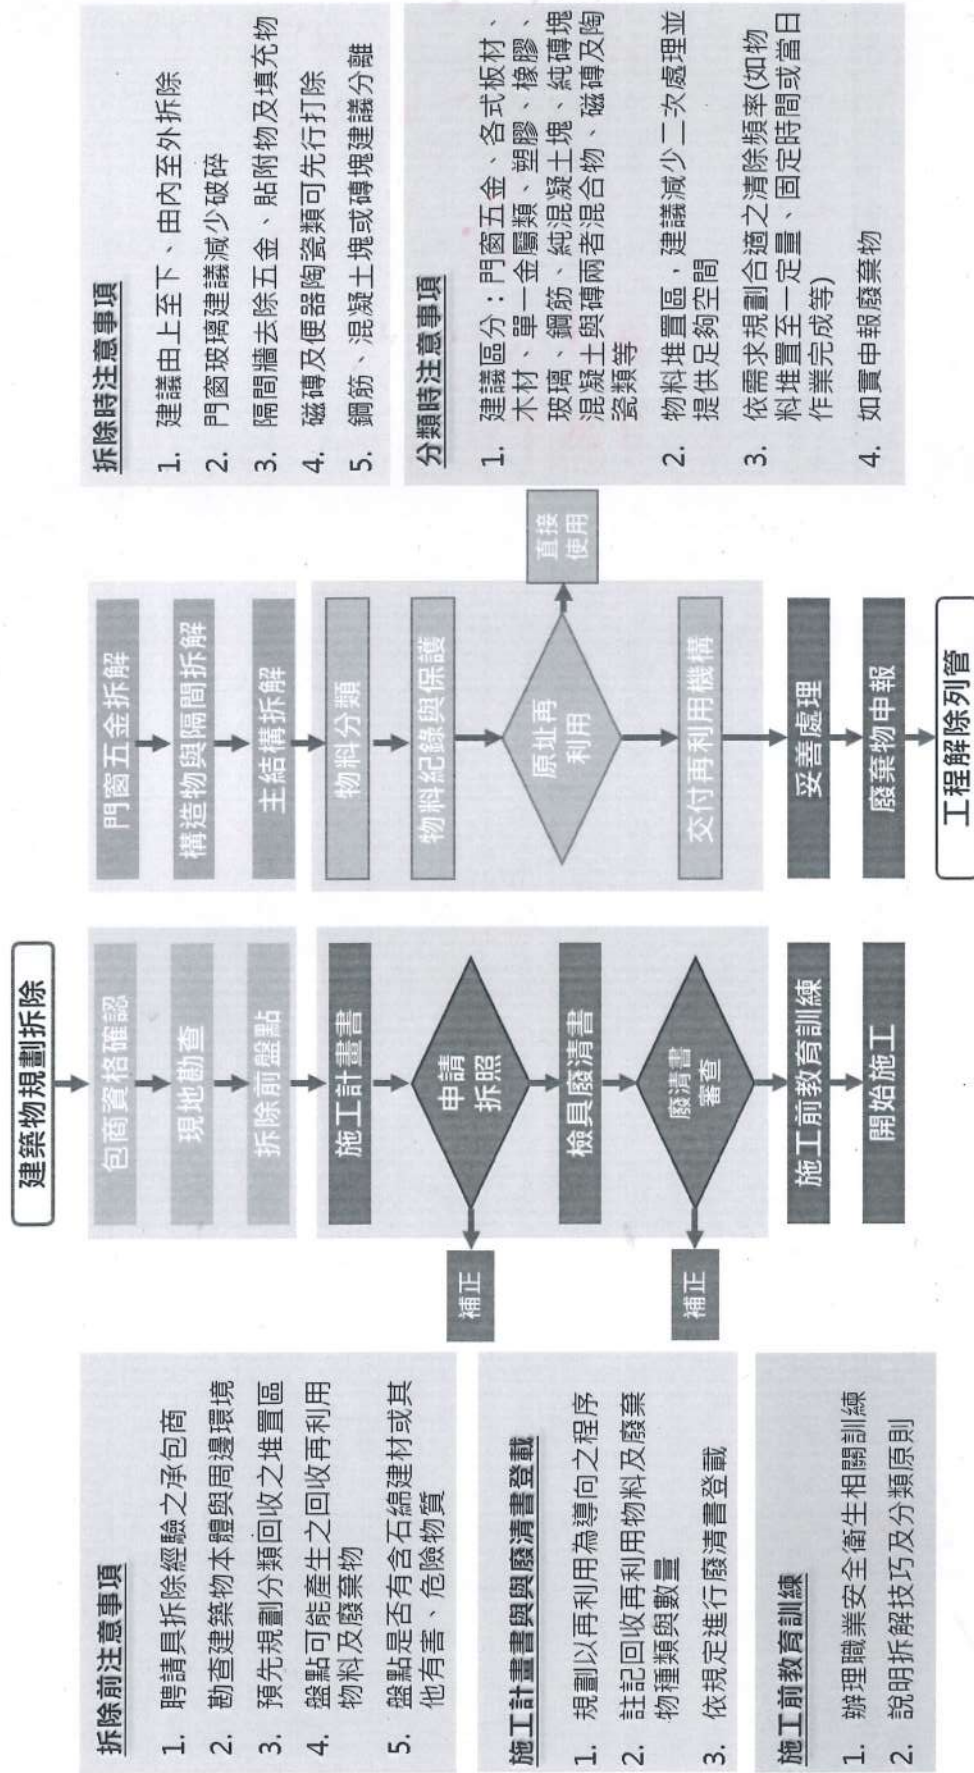 建築物規劃拆除
拆除前注意事項
1. 聘請具拆除經驗之承包商
2. 勘查建築物本體與周邊環境
3. 預先規劃分類回收之堆置區
4. 盤點可能產生之回收再利用
物料及廢棄物
5. 盤點是否有含石綿建材或其
他有害、危險物質
施工計畫書與與廢清書登載
1. 規劃以再利用為導向之程序
2. 註記回收再利用物料及廢棄
物種類與數量
3. 依規定進行廢清書登載
施工前教育訓練
1. 辦理職業安全衛生相關訓練
2. 說明拆解技巧及分類原則
包商資格確認
現地勘查
拆除前盤點
施工計畫書
申請
拆照
補正
檢具廢清書
廢清書
審查
補正
施工前教育訓練
開始施工
門窗五金拆解
構造物與隔間拆解
主結構拆解
物料分類
物料紀錄與保護
原址再
利用
直接
使用
交付再利用機構
妥善處理
廢棄物申報
工程解除列管
拆除時注意事項
1. 建議由上至下、由內至外拆除
2. 門窗玻璃建議減少破碎
3. 隔間牆去除五金、貼附物及填充物
4. 磁磚及便器陶瓷類可先行打除
5. 鋼筋、混凝土塊或磚塊建議分離
分類時注意事項
1. 建議區分：門窗五金、各式板材、
木材、單一金屬類、塑膠、橡膠、
玻璃、鋼筋、純混凝土塊、純磚塊
混凝土與磚兩者混合物、磁磚及陶
瓷類等
2. 物料堆置區，建議減少二次處理並
提供足夠空間
3. 依需求規劃合適之清除頻率(如物
料堆置至一定量、固定時間或當日
作業完成等)
4. 如實申報廢棄物